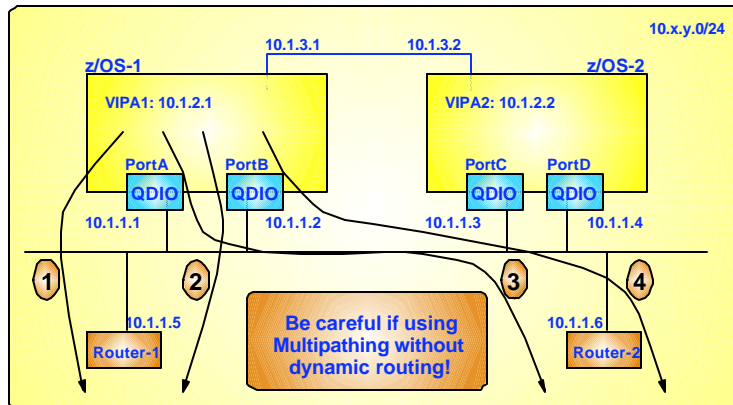 10.x.y.0/24
10.1.3.1
10.1.3.2
z/OS-1
z/OS-2
VIPA1: 10.1.2.1
VIPA2: 10.1.2.2
PortA
PortB
PortC
PortD
QDIO
QDIO
QDIO
QDIO
10.1.1.1
10.1.1.2
10.1.1.3
10.1.1.4
1
2
3
4
10.1.1.5
10.1.1.6
Router-1
Router-2
Be careful if using
Multipathing without
dynamic routing!